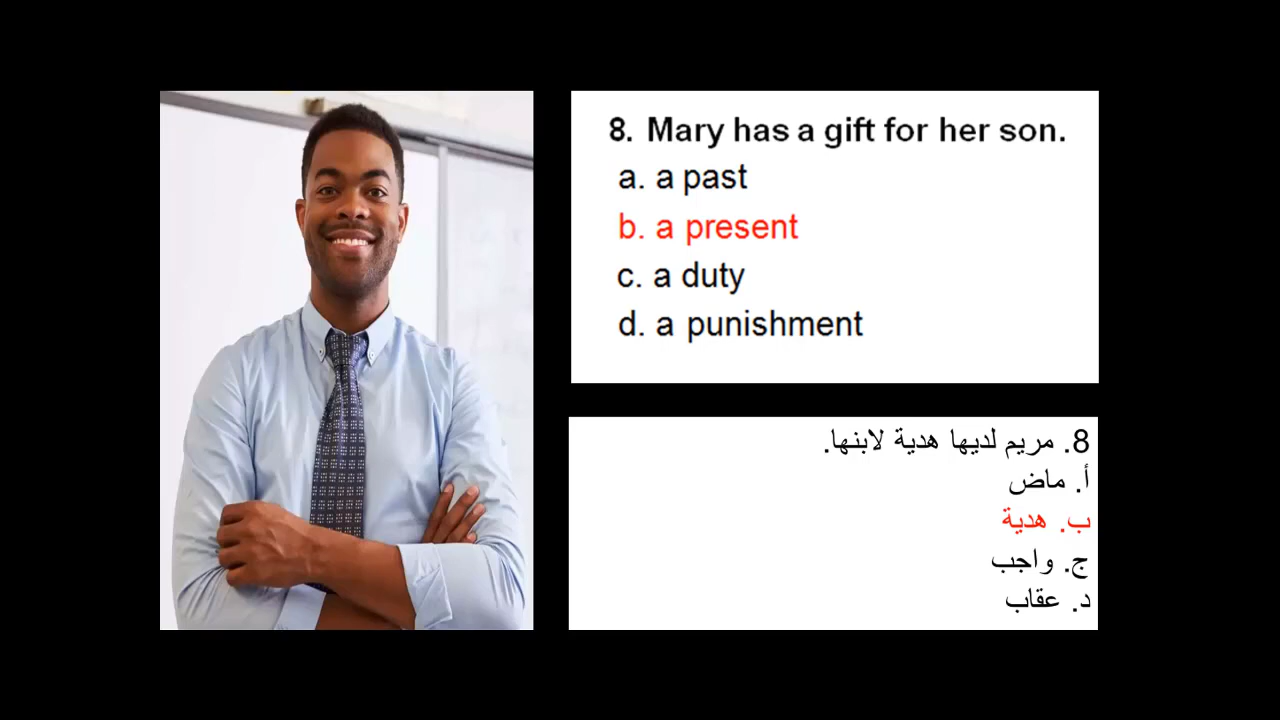 8. Mary has a gift for her son.
a. a past
b. a present
c. a duty
d. a punishment
8. مريم لديها هدية لابنها.
أ. ماض
ب. هدية
ج. واجب
د. عقاب